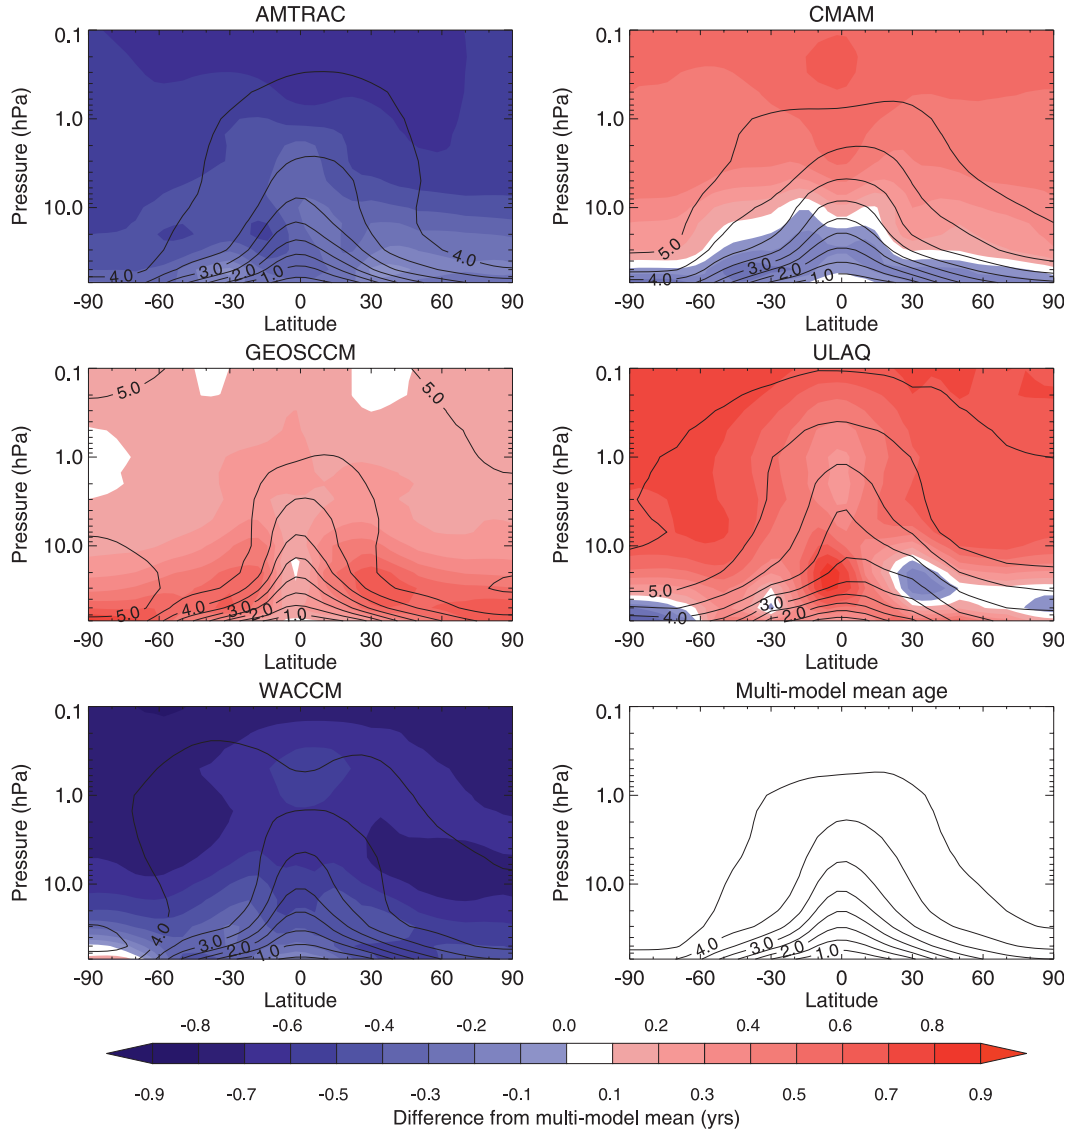 AMTRAC
CMAM
0.1
1.0
10.0
Pressure (hPa)
4.0
3.0
2.0
1.0
4.0
-90 -60 -30 0 30 60 90
Latitude
0.1
1.0
10.0
Pressure (hPa)
5.0
4.0
3.0
2.0
1.0
-90 -60 -30 0 30 60 90
Latitude
GEOSCCM
ULAQ
0.1
1.0
10.0
Pressure (hPa)
5.0
5.0
5.0
4.0
3.0
2.0
1.0
-90 -60 -30 0 30 60 90
Latitude
0.1
1.0
10.0
Pressure (hPa)
5.0
4.0
3.0
2.0
-90 -60 -30 0 30 60 90
Latitude
WACCM
Multi-model mean age
0.1
1.0
10.0
Pressure (hPa)
4.0
3.0
2.0
1.0
-90 -60 -30 0 30 60 90
Latitude
0.1
1.0
10.0
Pressure (hPa)
4.0
3.0
2.0
1.0
-90 -60 -30 0 30 60 90
Latitude
-0.8 -0.6 -0.4 -0.2 0.0 0.2 0.4 0.6 0.8
-0.9 -0.7 -0.5 -0.3 -0.1 0.1 0.3 0.5 0.7 0.9
Difference from multi-model mean (yrs)